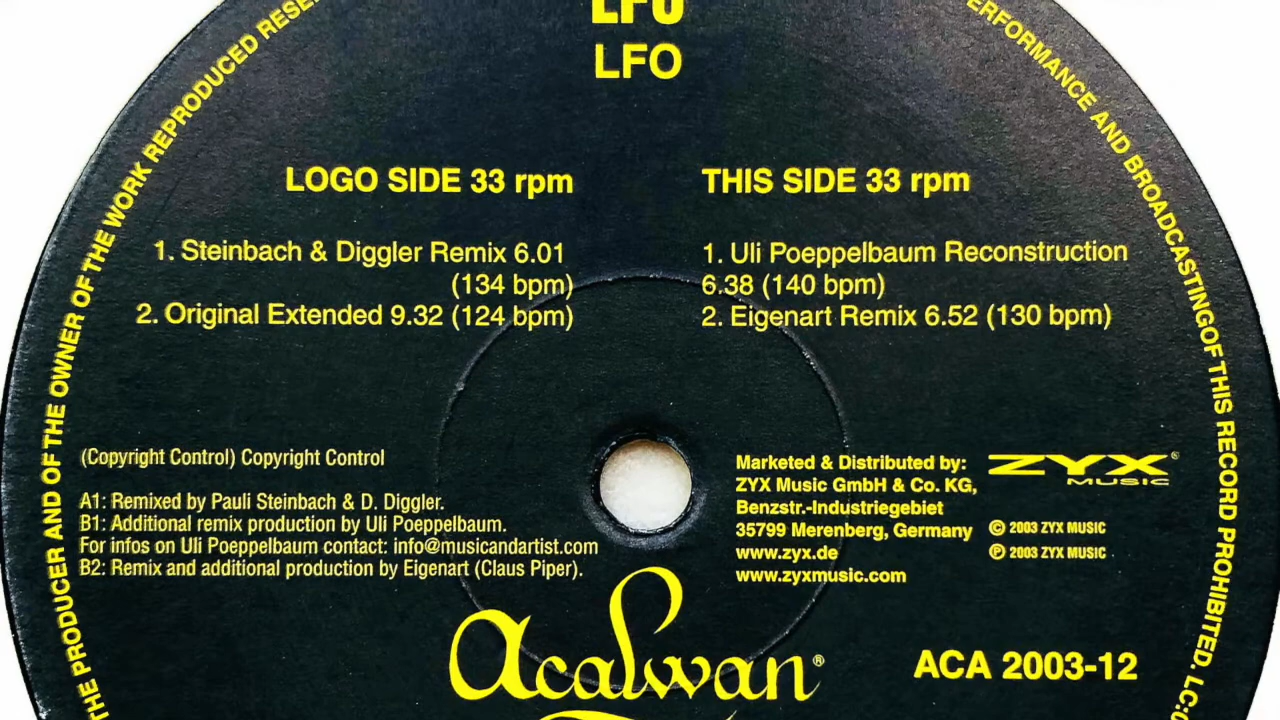 LFO
LFO
LOGO SIDE 33 rpm
1. Steinbach & Diggler Remix 6.01
(134 bpm)
2. Original Extended 9.32 (124 bpm)
THIS SIDE 33 rpm
1. Uli Poeppelbaum Reconstruction
6.38 (140 bpm)
2. Eigenart Remix 6.52 (130 bpm)
(Copyright Control) Copyright Control
A1: Remixed by Pauli Steinbach & D. Diggler.
B1: Additional remix production by Uli Poeppelbaum.
For infos on Uli Poeppelbaum contact: info@musicandartist.com
B2: Remix and additional production by Eigenart (Claus Piper).
Marketed & Distributed by:
ZYX Music GmbH & Co. KG,
Benzstr.-Industriegebiet
35799 Merenberg, Germany
www.zyx.de
www.zyxmusic.com
ZYX®
MUSIC
© 2003 ZYX MUSIC
℗ 2003 ZYX MUSIC
Acalwan®
ACA 2003-12
THE PRODUCER AND OF THE OWNER OF THE WORK REPRODUCED
PERFORMANCE AND BROADCASTINGOF THIS RECORD PROHIBITED. LC: